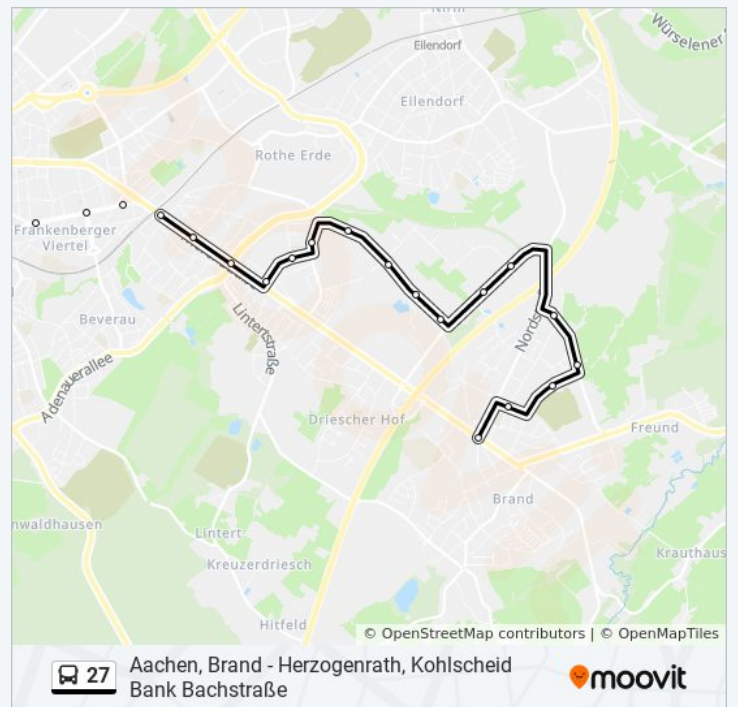 Nirm
Würselener
Eilendorf
Eilendorf
Rothe Erde
Frankenberger
Viertel
Beverau
Lintertstraße
Nords
Adenauerallee
Driescher Hof
Freund
Brand
nwaldhausen
Lintert
Krauthaus
Kreuzerdriesch
Hitfeld
© OpenStreetMap contributors | © OpenMapTiles
27
Aachen, Brand - Herzogenrath, Kohlscheid
Bank Bachstraße
moovit